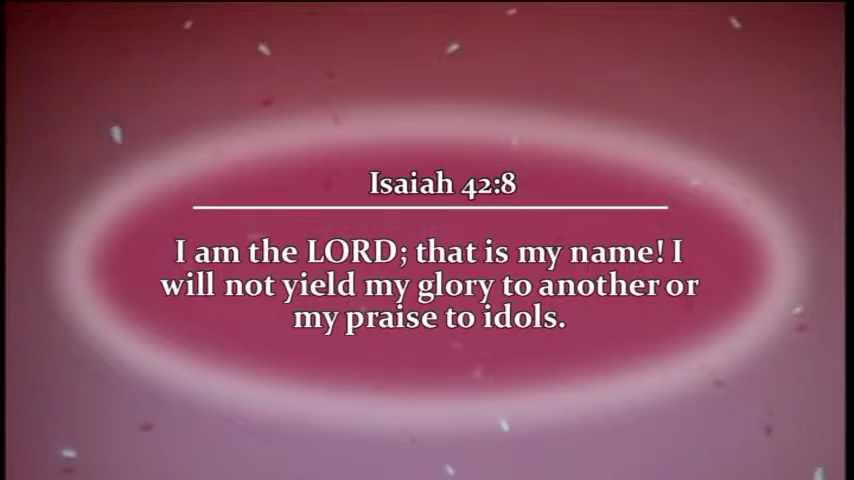 Isaiah 42:8
I am the LORD; that is my name! I
will not yield my glory to another or
my praise to idols.